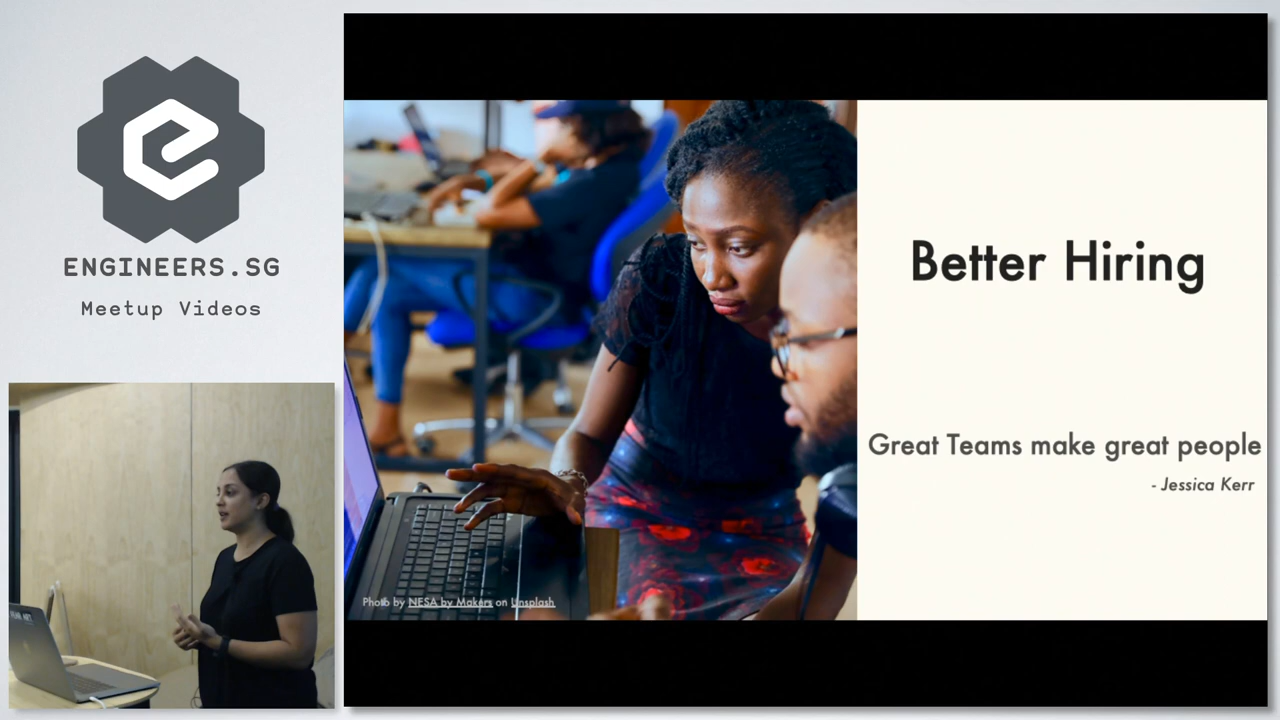 ENGINEERS.SG
Meetup Videos
Better Hiring
Great Teams make great people
- Jessica Kerr
Photo by NESA by Makers on Unsplash